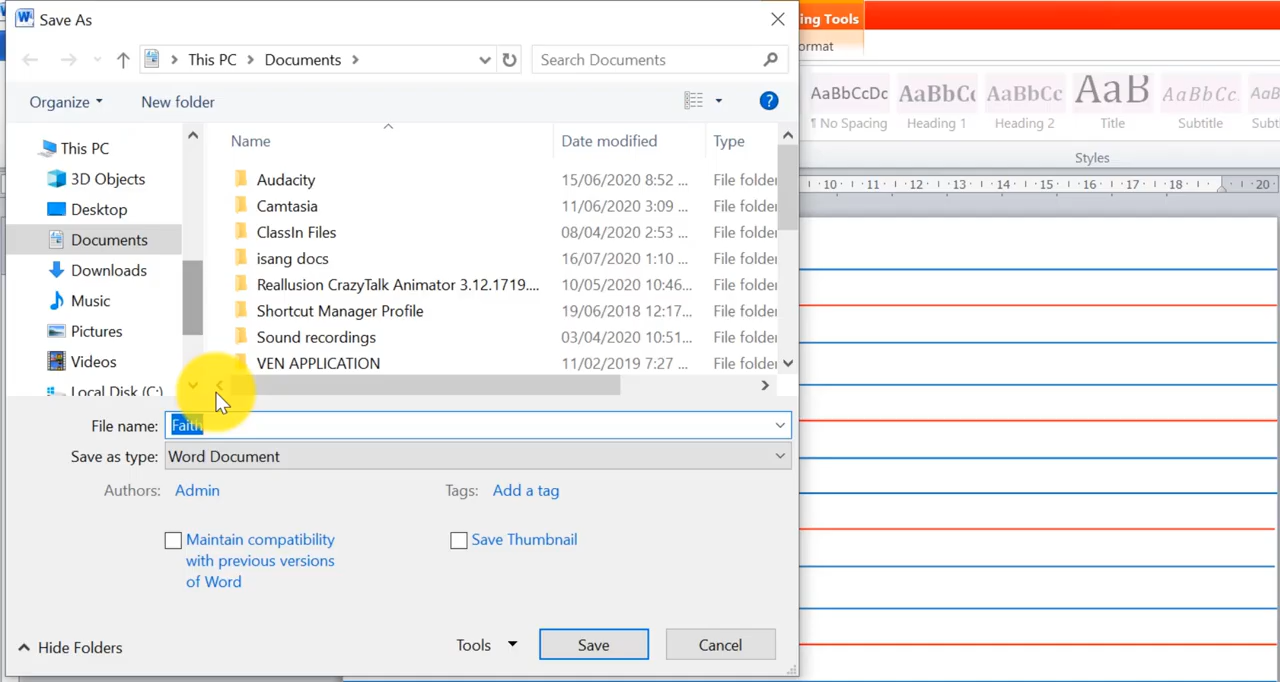 Save As
ing Tools
ormat
This PC > Documents >
Search Documents
Organize
New folder
AaBbCcDc
AaBbC
AaBbCc
AaB
AaBbCc.
AaB
¶ No Spacing
Heading 1
Heading 2
Title
Subtitle
Subt
Styles
Name
Date modified
Type
10 11 12 13 14 15 16 17 18 20
This PC
3D Objects
Desktop
Documents
Downloads
Music
Pictures
Videos
Local Disk (C:)
Audacity 15/06/2020 8:52 ... File folder
Camtasia 11/06/2020 3:09 ... File folder
ClassIn Files 08/04/2020 2:53 ... File folder
isang docs 16/07/2020 1:10 ... File folder
Reallusion CrazyTalk Animator 3.12.1719.... 10/05/2020 10:46... File folder
Shortcut Manager Profile 19/06/2018 12:17... File folder
Sound recordings 03/04/2020 10:51... File folder
VEN APPLICATION 11/02/2019 7:27 ... File folder
File name: Faith
Save as type: Word Document
Authors: Admin
Tags: Add a tag
Maintain compatibility
with previous versions
of Word
Save Thumbnail
Hide Folders
Tools
Save
Cancel